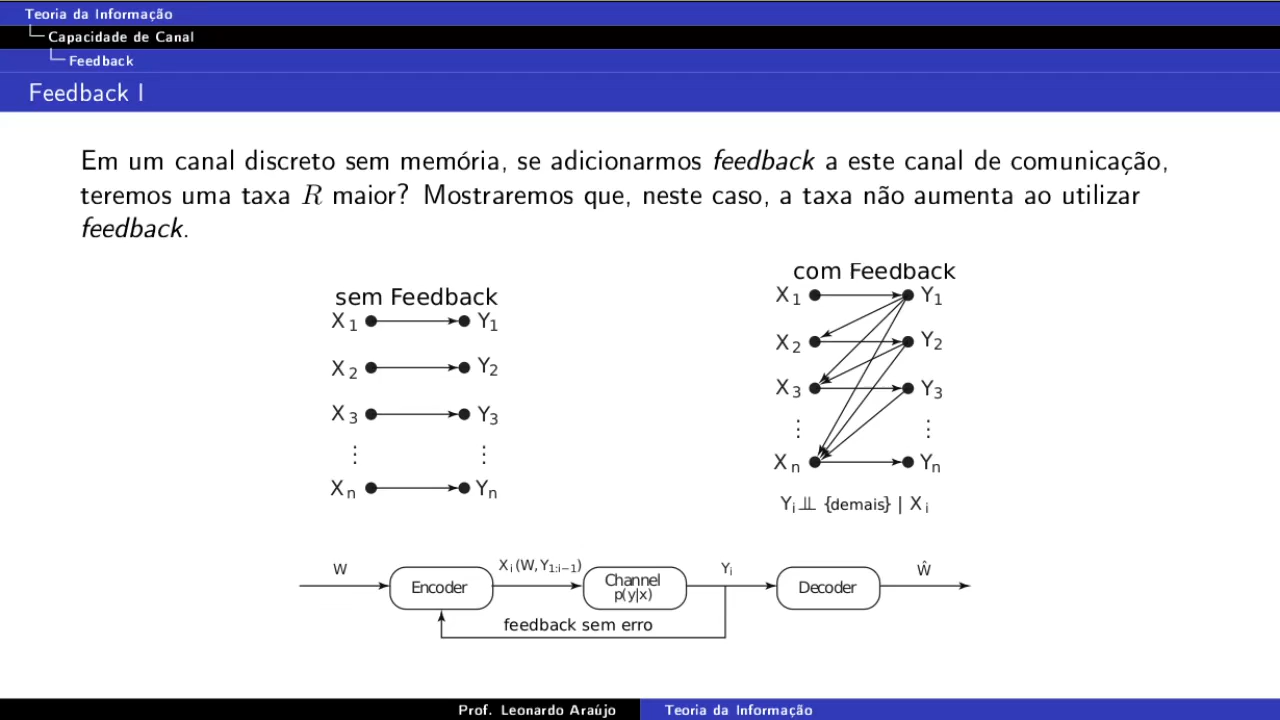 Teoria da Informação
Capacidade de Canal
Feedback
Feedback I
Em um canal discreto sem memória, se adicionarmos feedback a este canal de comunicação,
teremos uma taxa R maior? Mostraremos que, neste caso, a taxa não aumenta ao utilizar
feedback.
sem Feedback
X1 Y1
X2 Y2
X3 Y3
⋮ ⋮
Xn Yn
com Feedback
X1 Y1
X2 Y2
X3 Y3
⋮ ⋮
Xn Yn
Yi ⫫ {demais} | Xi
W Encoder Xi(W,Y1:i−1) Channel p(y|x) Yi Decoder Ŵ
feedback sem erro
Prof. Leonardo Araújo Teoria da Informação